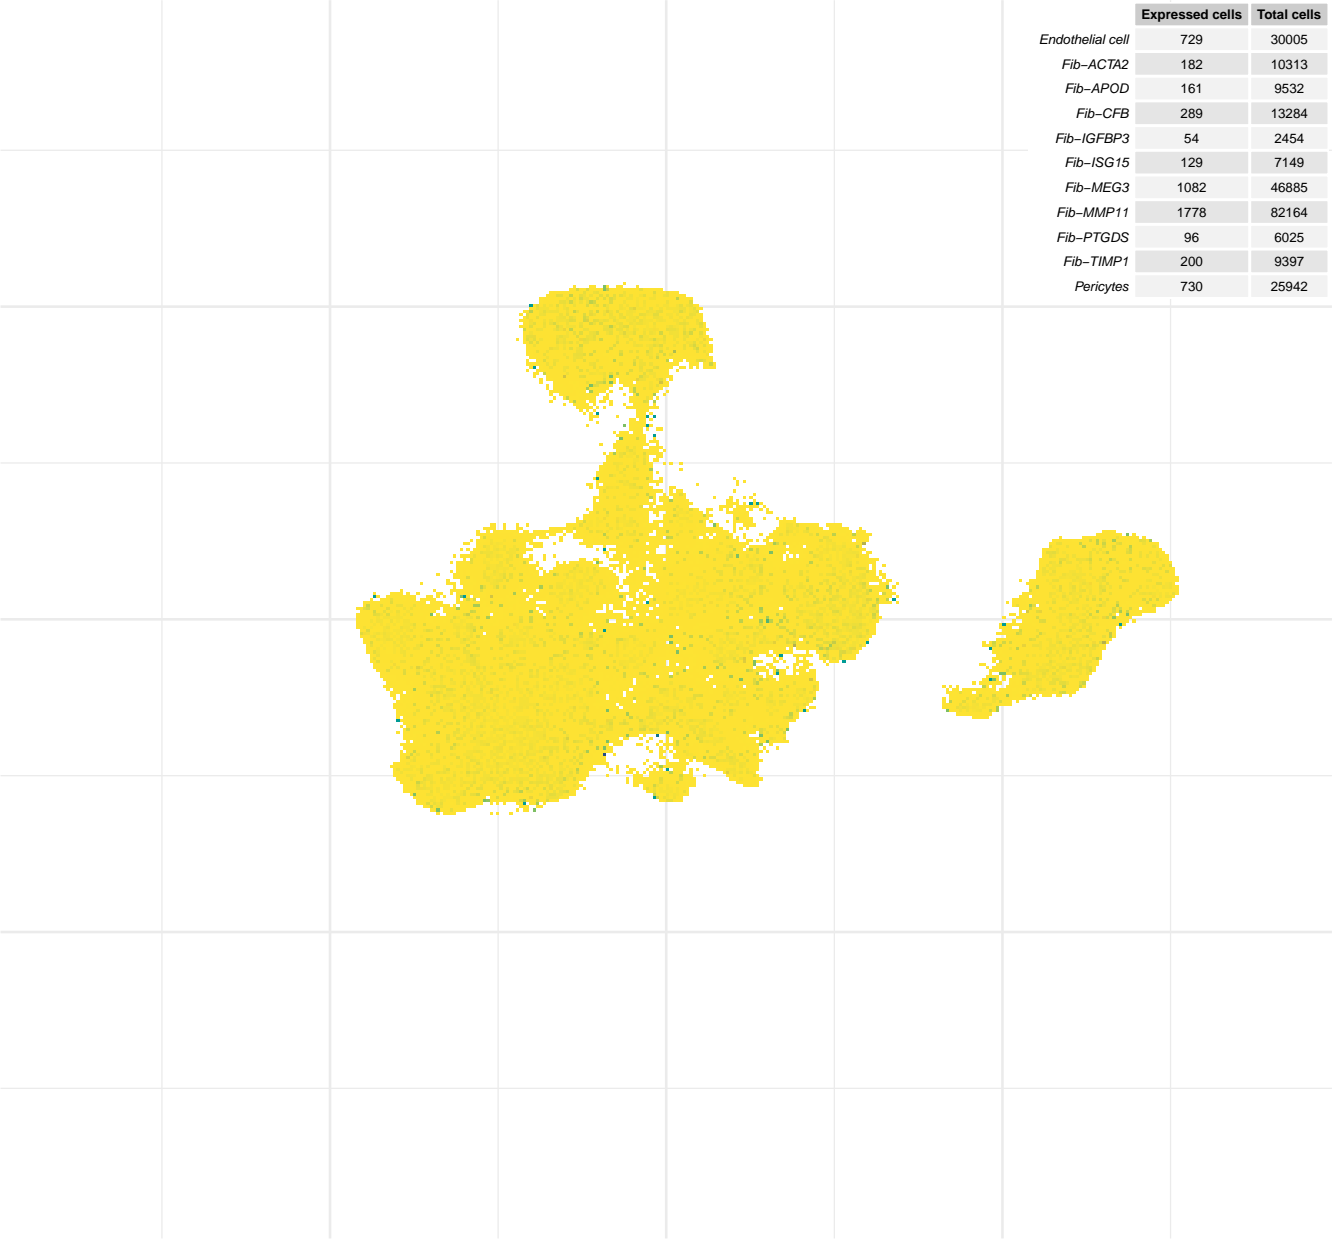 Expressed cells Total cells
Endothelial cell 729 30005
Fib−ACTA2 182 10313
Fib−APOD 161 9532
Fib−CFB 289 13284
Fib−IGFBP3 54 2454
Fib−ISG15 129 7149
Fib−MEG3 1082 46885
Fib−MMP11 1778 82164
Fib−PTGDS 96 6025
Fib−TIMP1 200 9397
Pericytes 730 25942